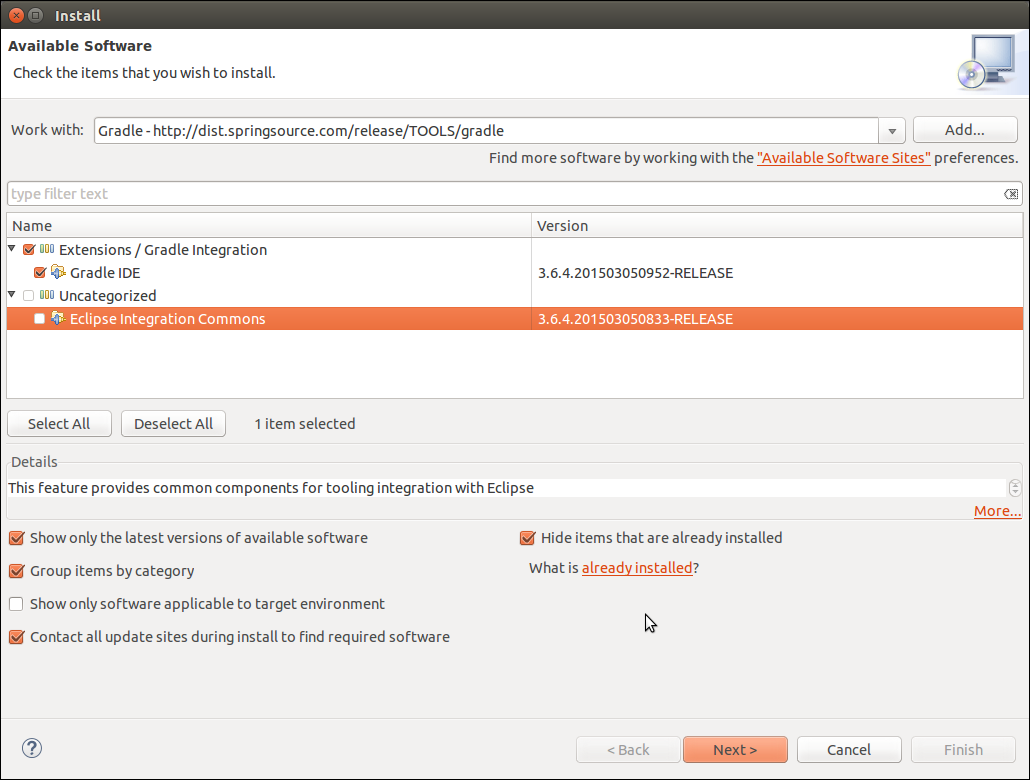 Install
Available Software
Check the items that you wish to install.
Work with: Gradle - http://dist.springsource.com/release/TOOLS/gradle Add...
Find more software by working with the "Available Software Sites" preferences.
type filter text
Name Version
Extensions / Gradle Integration
Gradle IDE 3.6.4.201503050952-RELEASE
Uncategorized
Eclipse Integration Commons 3.6.4.201503050833-RELEASE
Select All Deselect All 1 item selected
Details
This feature provides common components for tooling integration with Eclipse
More...
Show only the latest versions of available software Hide items that are already installed
Group items by category What is already installed?
Show only software applicable to target environment
Contact all update sites during install to find required software
? < Back Next > Cancel Finish